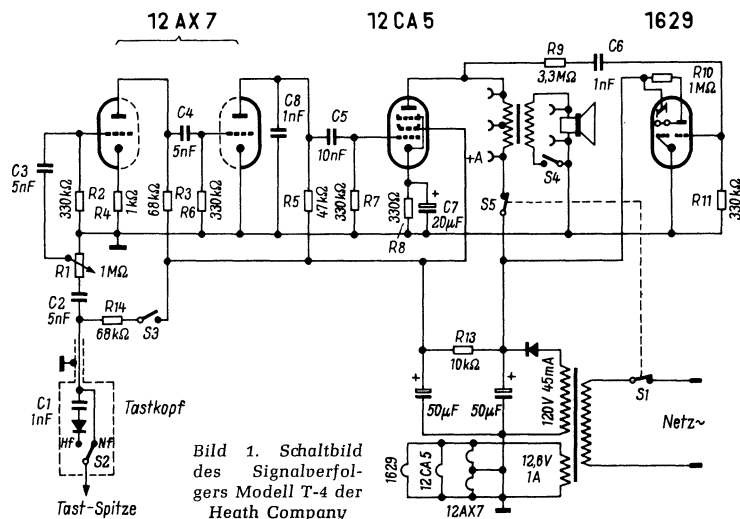 12 AX 7
12 CA 5
1629
R9
3,3MΩ
C6
1nF
R10
1MΩ
C4
5nF
C8
1nF
C5
10nF
C3
5nF
330kΩ
R2
R4
1kΩ
68kΩ
R3
R6
330kΩ
R5
47kΩ
330kΩ
R7
330Ω
R8
+
C7
20µF
+A
S4
S5
R11
330kΩ
R1
1MΩ
C2
5nF
R14
68kΩ
S3
R13
10kΩ
+
50µF
+
50µF
120V 45mA
S1
Netz~
C1
1nF
Tastkopf
Hf
Nf
S2
Tast-Spitze
1629
12CA5
12AX7
12,6V
1A
Bild 1. Schaltbild
des Signalverfol-
gers Modell T-4 der
Heath Company